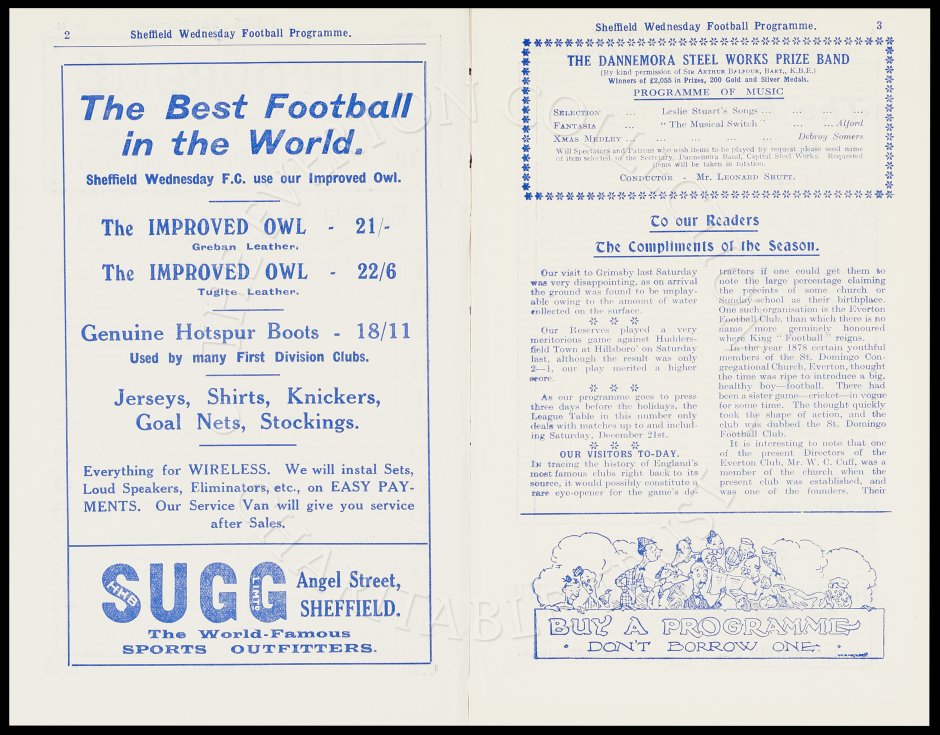 2
Sheffield Wednesday Football Programme.
The Best Football
in the World.
Sheffield Wednesday F.C. use our Improved Owl.
The IMPROVED OWL - 21/-
Greban Leather.
The IMPROVED OWL - 22/6
Tugite Leather.
Genuine Hotspur Boots - 18/11
Used by many First Division Clubs.
Jerseys, Shirts, Knickers,
Goal Nets, Stockings.
Everything for WIRELESS. We will instal Sets,
Loud Speakers, Eliminators, etc., on EASY PAY-
MENTS. Our Service Van will give you service
after Sales.
SUGG
HHB
LMTD
Angel Street,
SHEFFIELD.
The World-Famous
SPORTS OUTFITTERS.
Sheffield Wednesday Football Programme.
3
THE DANNEMORA STEEL WORKS PRIZE BAND
(By kind permission of SIR ARTHUR BALFOUR, BART., K.B.E.)
Winners of £2,055 in Prizes, 200 Gold and Silver Medals.
PROGRAMME OF MUSIC
SELECTION ... Leslie Stuart's Songs ... ... ... ...
FANTASIA ... "The Musical Switch" ... ... Alford
XMAS MEDLEY ... ... ... ... ... Debroy Somers
Will Spectators and Patrons who wish items to be played by request please send name
of item selected to the Secretary, Dannemora Band, Capital Steel Works. Requested
items will be taken in rotation.
CONDUCTOR - MR. LEONARD SHUTT.
To our Readers
The Compliments of the Season.
Our visit to Grimsby last Saturday
was very disappointing, as on arrival
the ground was found to be unplay-
able owing to the amount of water
collected on the surface.
Our Reserves played a very
meritorious game against Hudders-
field Town at Hillsboro' on Saturday
last, although the result was only
2—1, our play merited a higher
score.
As our programme goes to press
three days before the holidays, the
League Table in this number only
deals with matches up to and includ-
ing Saturday, December 21st.
OUR VISITORS TO-DAY.
In tracing the history of England's
most famous clubs right back to its
source, it would possibly constitute a
rare eye-opener for the game's de-
tractors if one could get them to
note the large percentage claiming
the precints of some church or
Sunday-school as their birthplace.
One such organisation is the Everton
Football Club, than which there is no
name more genuinely honoured
where King "Football" reigns.
In the year 1878 certain youthful
members of the St. Domingo Con-
gregational Church, Everton, thought
the time was ripe to introduce a big,
healthy boy—football. There had
been a sister game—cricket—in vogue
for some time. The thought quickly
took the shape of action, and the
club was dubbed the St. Domingo
Football Club.
It is interesting to note that one
of the present Directors of the
Everton Club, Mr. W. C. Cuff, was a
member of the church when the
present club was established, and
was one of the founders. Their
BUY A PROGRAMME
DON'T BORROW ONE.